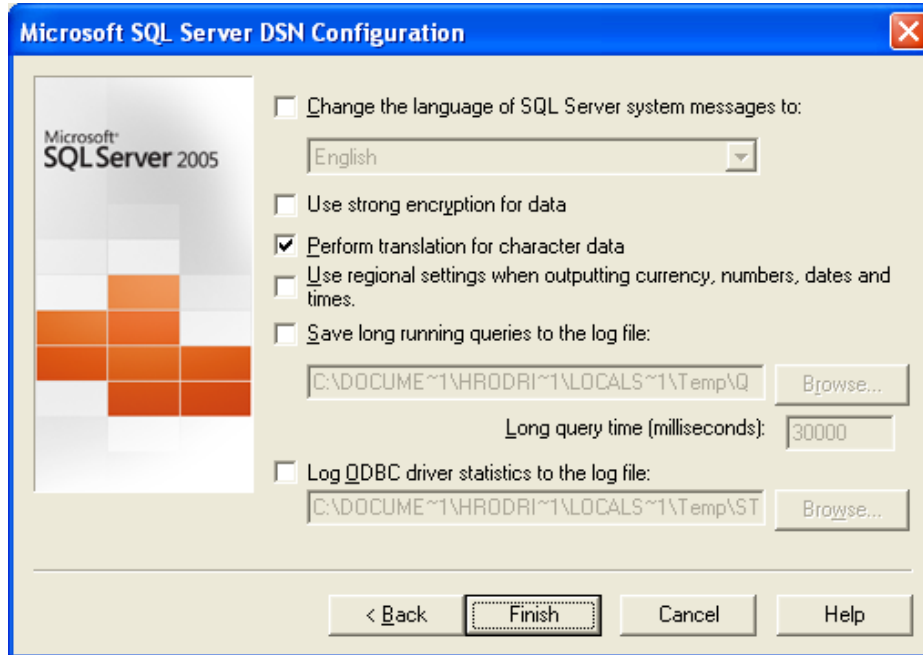 Microsoft SQL Server DSN Configuration
Microsoft®
SQL Server 2005
Change the language of SQL Server system messages to:
English
Use strong encryption for data
Perform translation for character data
Use regional settings when outputting currency, numbers, dates and
times.
Save long running queries to the log file:
C:\DOCUME~1\HRODRI~1\LOCALS~1\Temp\Q
Browse...
Long query time (milliseconds):
30000
Log ODBC driver statistics to the log file:
C:\DOCUME~1\HRODRI~1\LOCALS~1\Temp\ST
Browse...
< Back
Finish
Cancel
Help